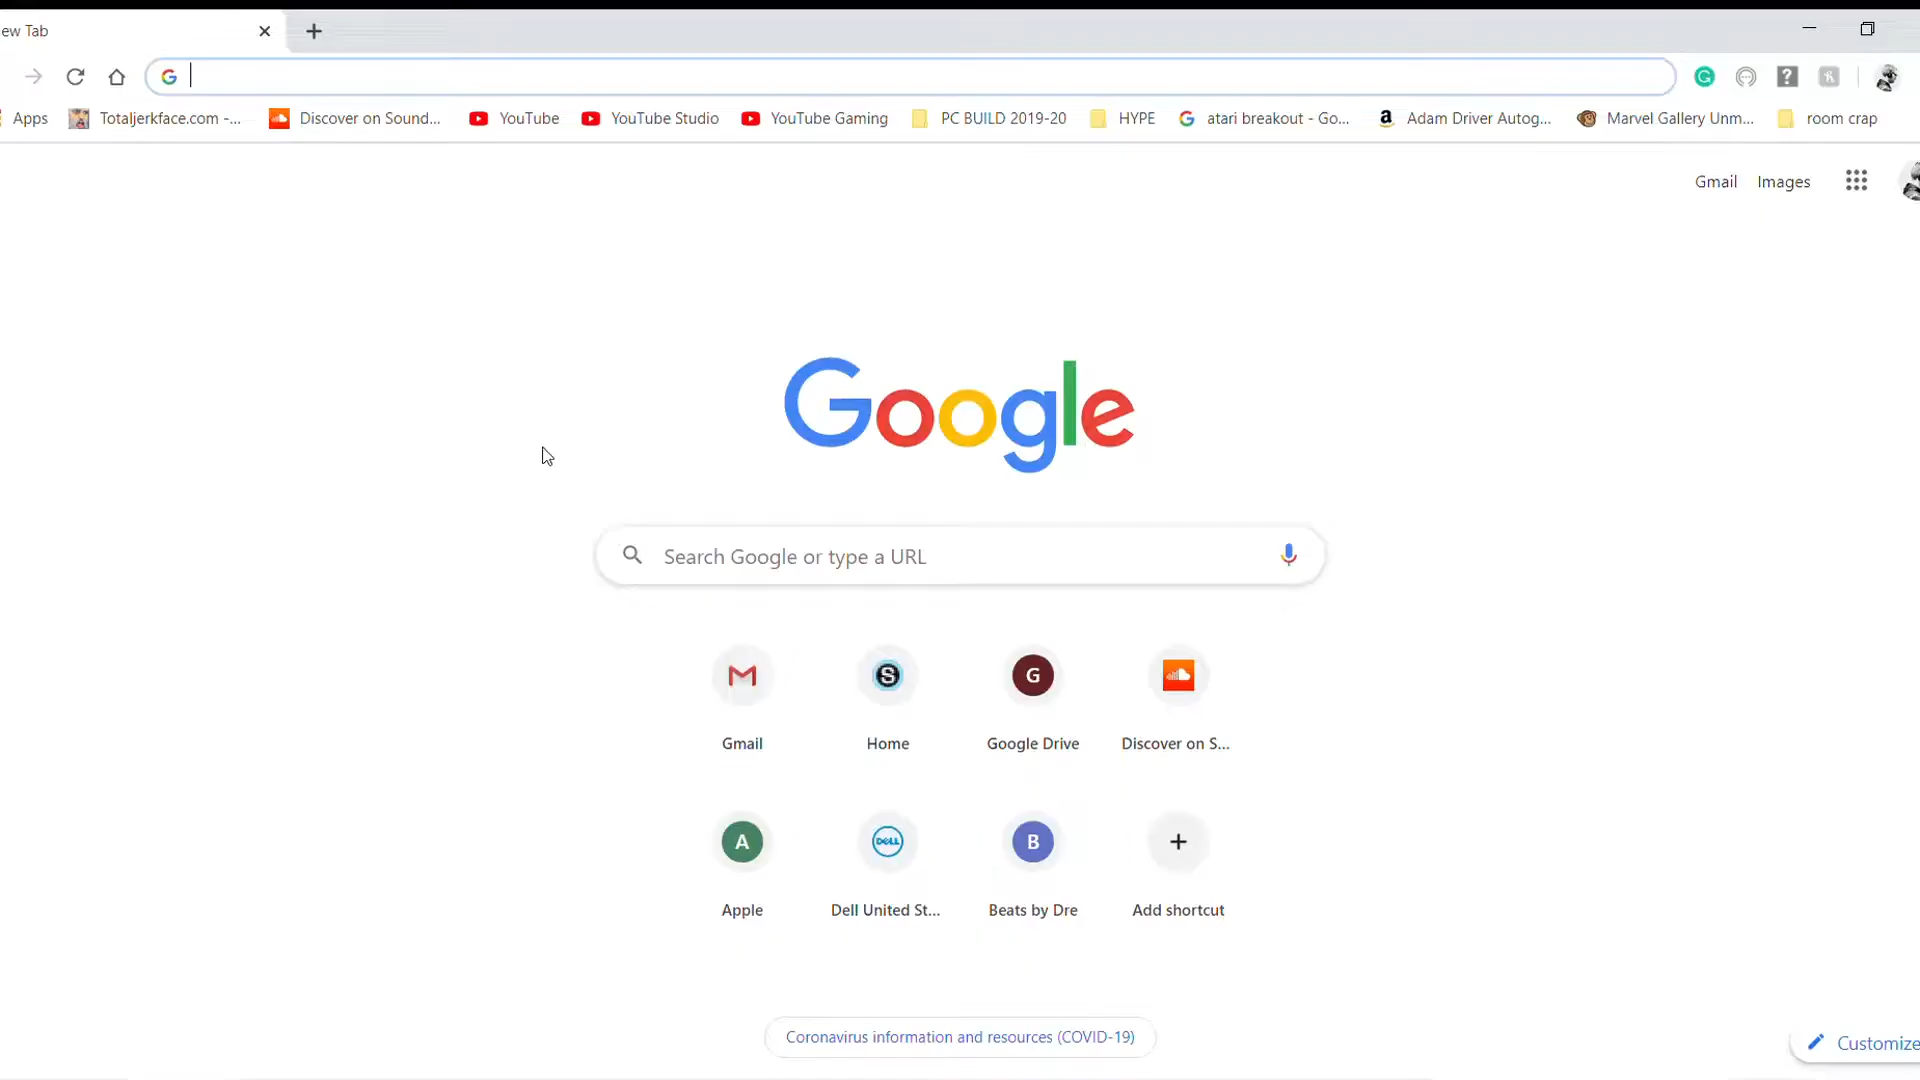 ew Tab
Apps Totaljerkface.com -... Discover on Sound... YouTube YouTube Studio YouTube Gaming PC BUILD 2019-20 HYPE atari breakout - Go... Adam Driver Autog... Marvel Gallery Unm... room crap
Gmail Images
Google
Search Google or type a URL
Gmail Home Google Drive Discover on S...
Apple Dell United St... Beats by Dre Add shortcut
Coronavirus information and resources (COVID-19)
Customize